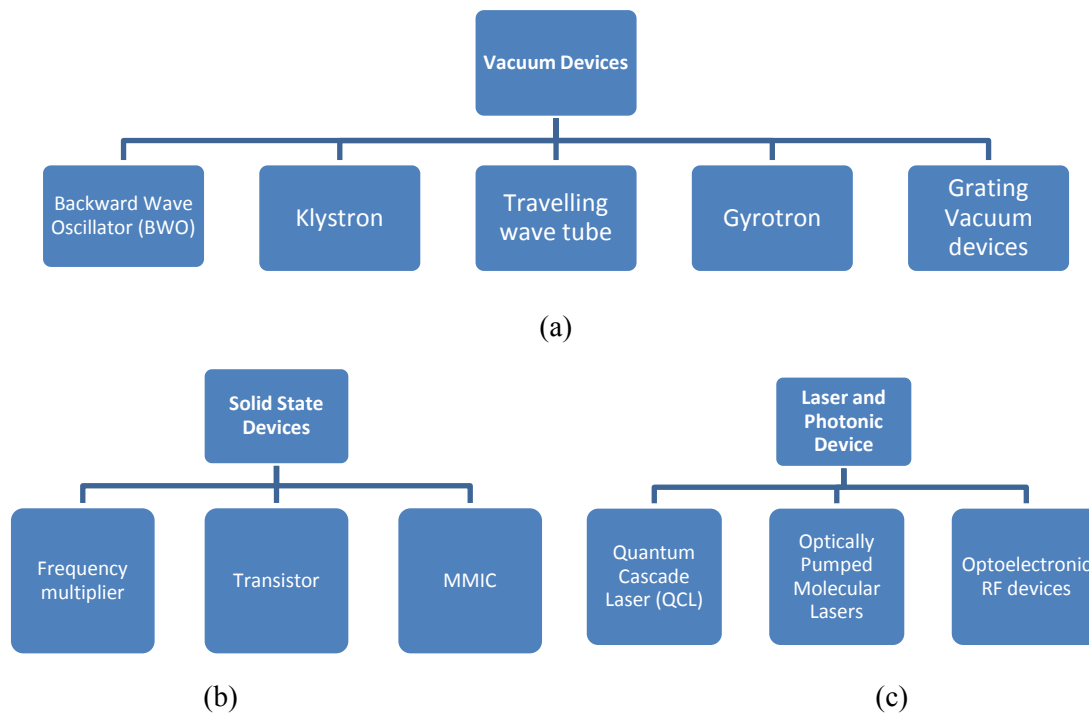 Vacuum Devices
Backward Wave
Oscillator (BWO)
Klystron
Travelling
wave tube
Gyrotron
Grating
Vacuum
devices
(a)
Solid State
Devices
Frequency
multiplier
Transistor
MMIC
(b)
Laser and
Photonic
Device
Quantum
Cascade
Laser (QCL)
Optically
Pumped
Molecular
Lasers
Optoelectronic
RF devices
(c)